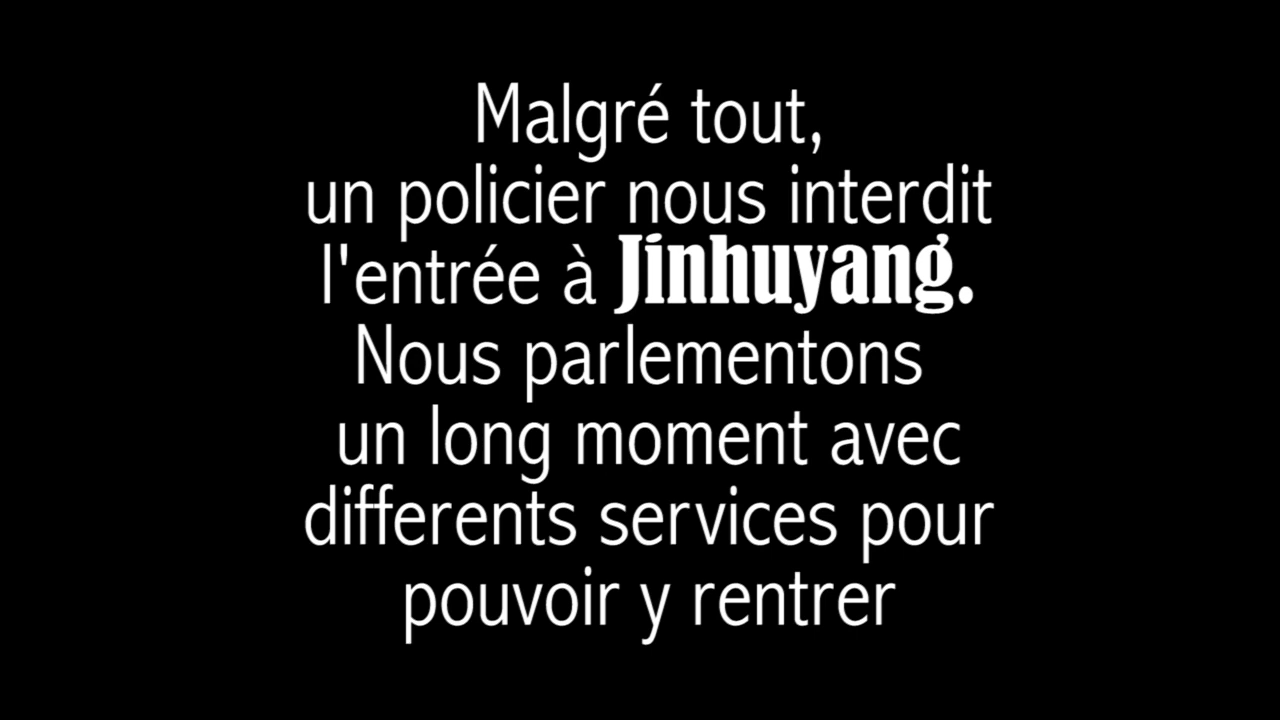 Malgré tout,
un policier nous interdit
l'entrée à Jinhuyang.
Nous parlementons
un long moment avec
differents services pour
pouvoir y rentrer